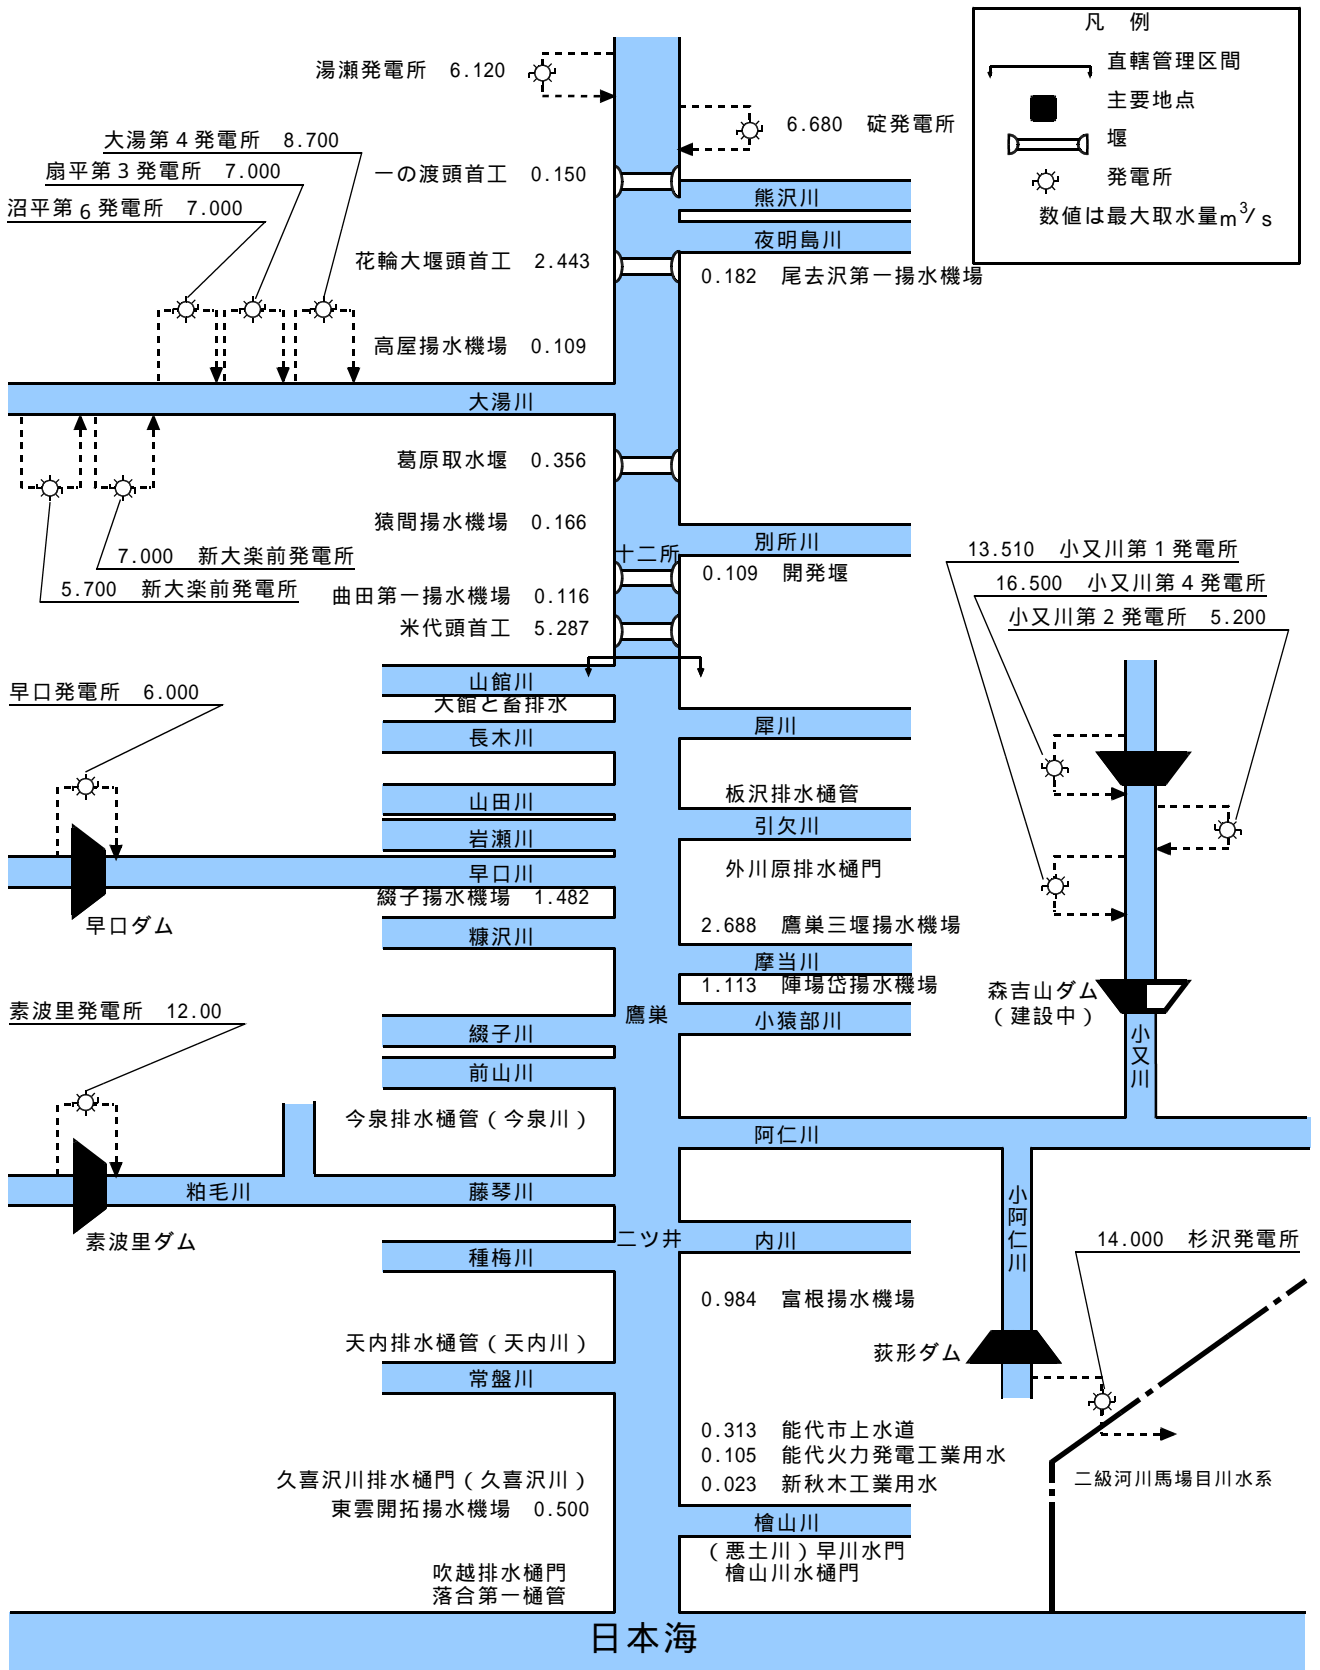 凡 例
直轄管理区間
主要地点
堰
発電所
数値は最大取水量m³/s
湯瀬発電所 6.120
6.680 碇発電所
大湯第4発電所 8.700
扇平第3発電所 7.000
沼平第6発電所 7.000
一の渡頭首工 0.150
熊沢川
夜明島川
花輪大堰頭首工 2.443
0.182 尾去沢第一揚水機場
高屋揚水機場 0.109
大湯川
葛原取水堰 0.356
猿間揚水機場 0.166
別所川
十二所
7.000 新大楽前発電所
5.700 新大楽前発電所
0.109 開発堰
曲田第一揚水機場 0.116
米代頭首工 5.287
13.510 小又川第1発電所
16.500 小又川第4発電所
小又川第2発電所 5.200
山館川
大館と畜排水
早口発電所 6.000
長木川
犀川
山田川
板沢排水樋管
引欠川
岩瀬川
早口川
外川原排水樋門
綴子揚水機場 1.482
早口ダム
2.688 鷹巣三堰揚水機場
糠沢川
摩当川
1.113 陣場岱揚水機場
森吉山ダム
(建設中)
素波里発電所 12.00
鷹巣
小猿部川
綴子川
小又川
前山川
今泉排水樋管(今泉川)
阿仁川
粕毛川
藤琴川
小阿仁川
素波里ダム
二ツ井
内川
14.000 杉沢発電所
種梅川
0.984 富根揚水機場
天内排水樋管(天内川)
荻形ダム
常盤川
0.313 能代市上水道
0.105 能代火力発電工業用水
0.023 新秋木工業用水
久喜沢川排水樋門(久喜沢川)
東雲開拓揚水機場 0.500
二級河川馬場目川水系
檜山川
(悪土川)早川水門
檜山川水樋門
吹越排水樋門
落合第一樋管
日本海